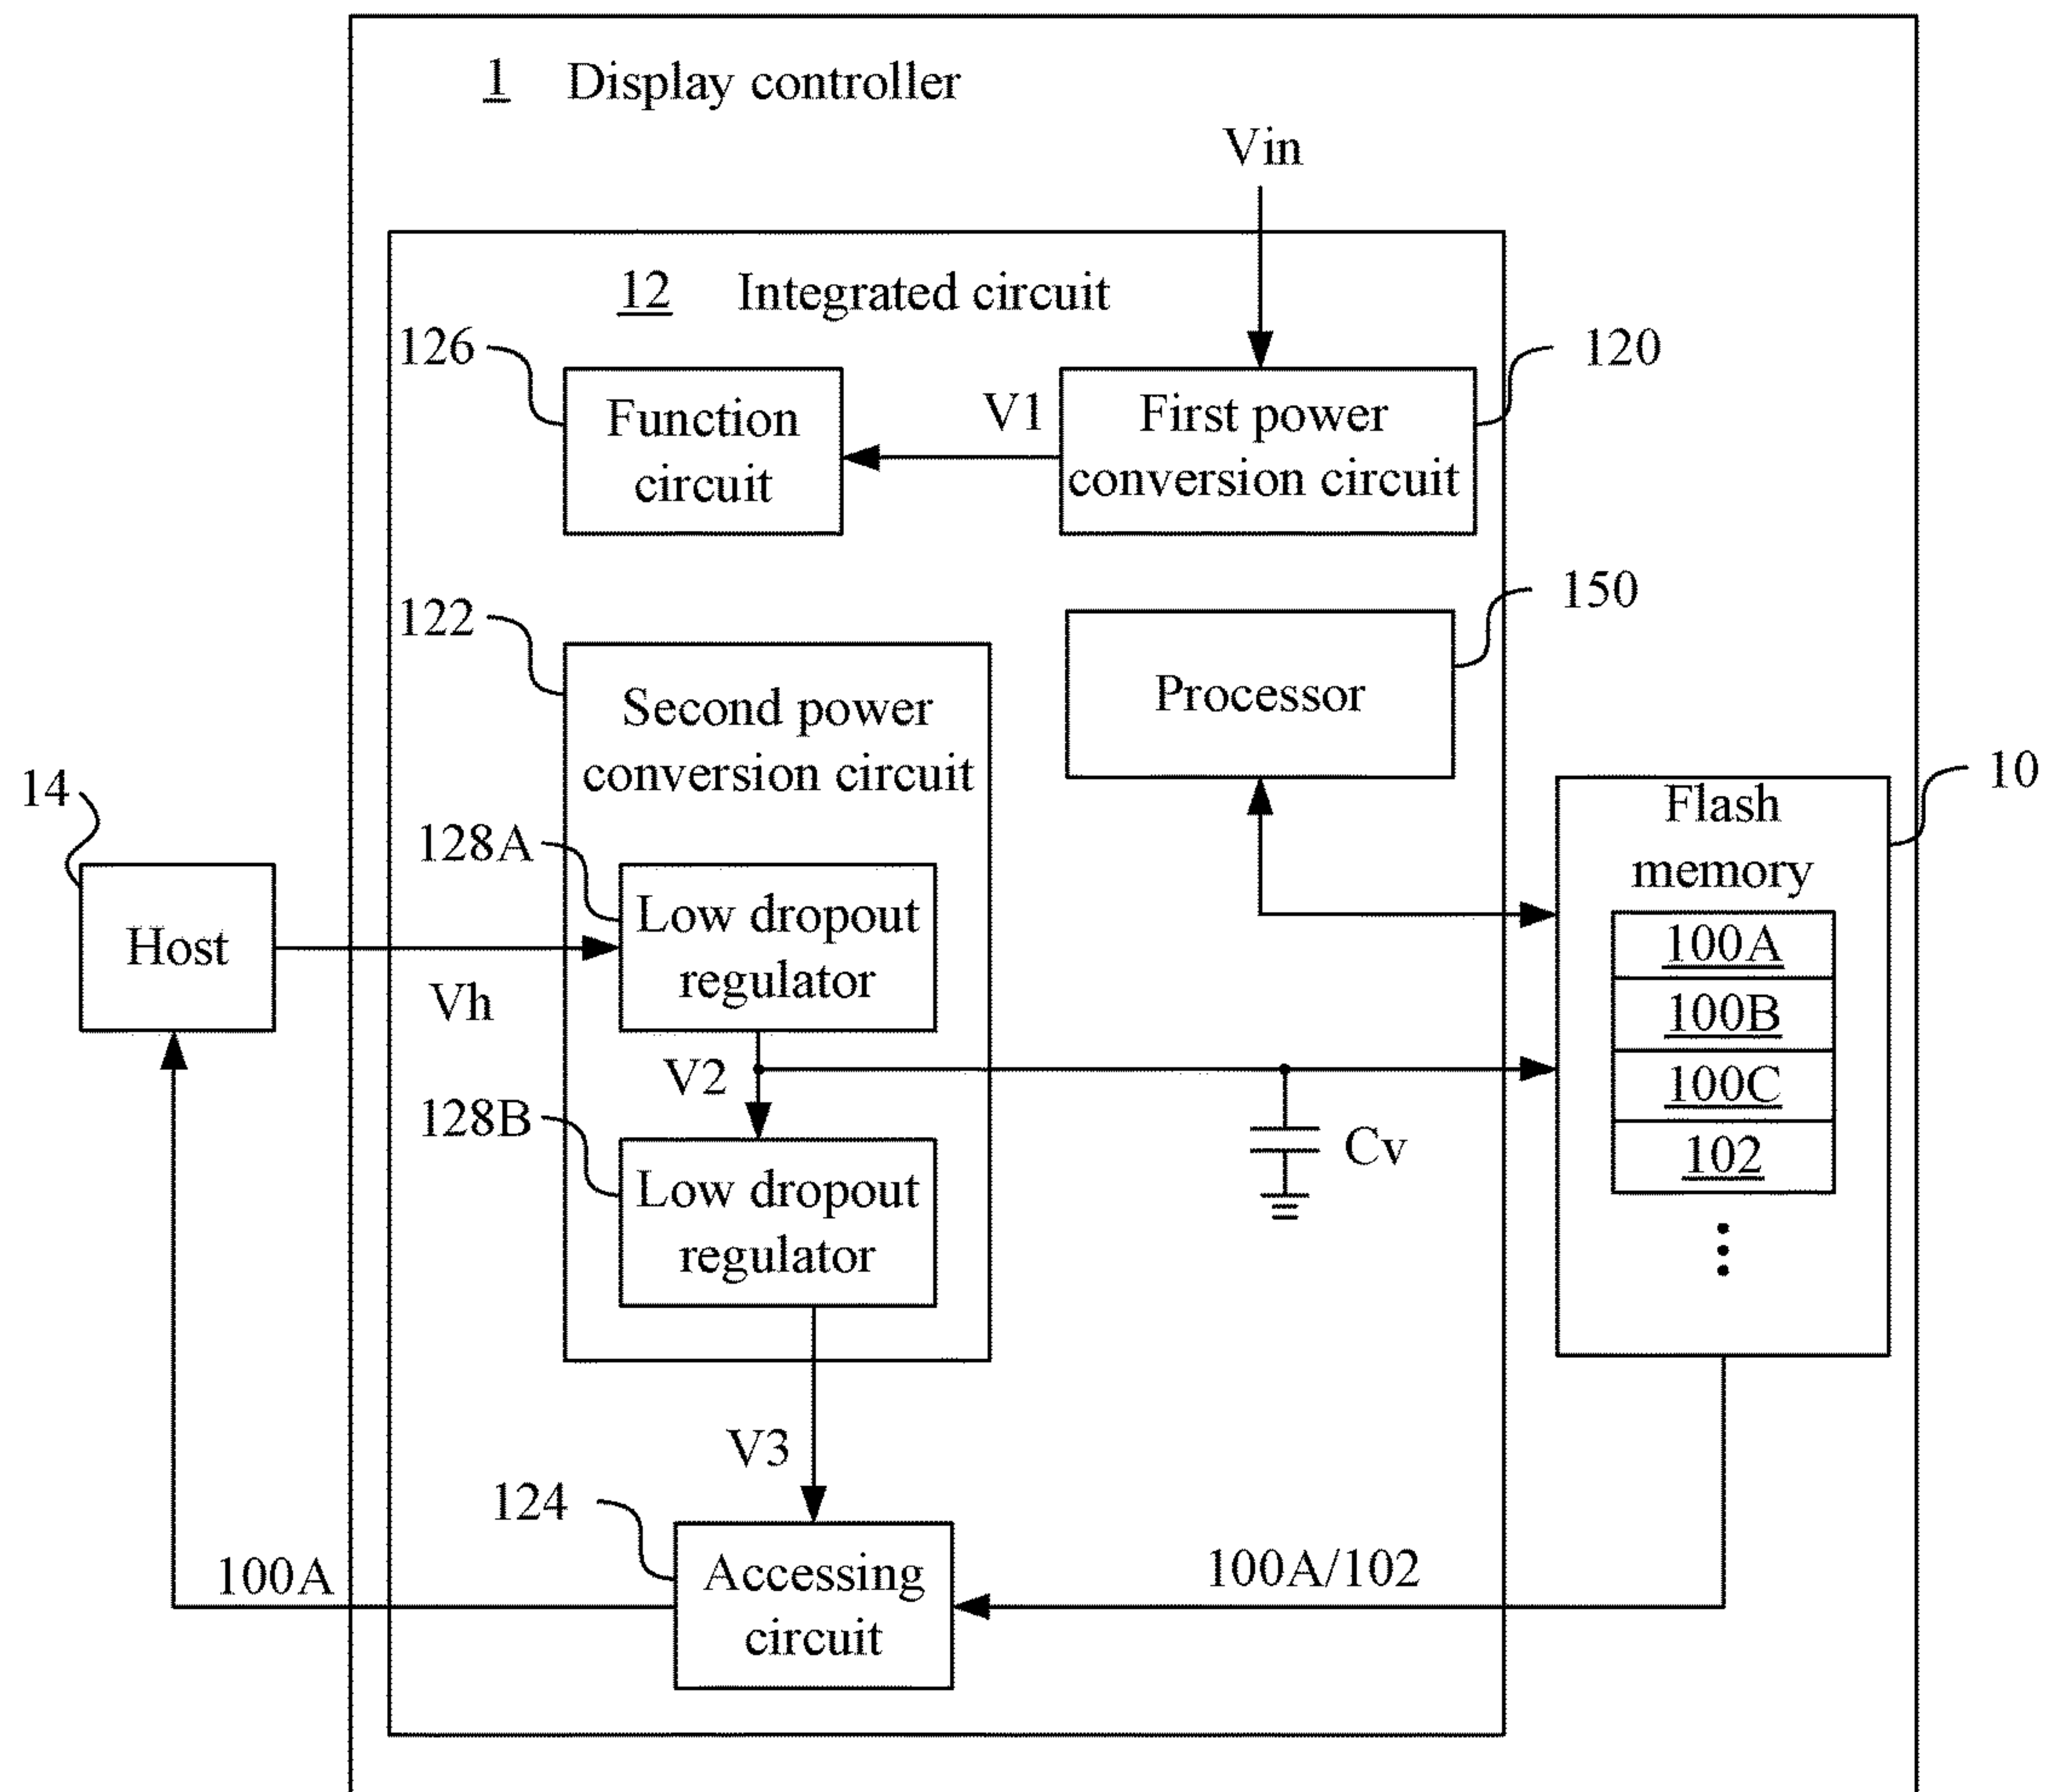 1 Display controller
Vin
12 Integrated circuit
126
120
Function
circuit
V1
First power
conversion circuit
122
150
Second power
conversion circuit
Processor
14
10
Flash
memory
128A
Host
Low dropout
regulator
100A
100B
100C
102
Vh
V2
128B
Cv
Low dropout
regulator
V3
124
100A
Accessing
circuit
100A/102